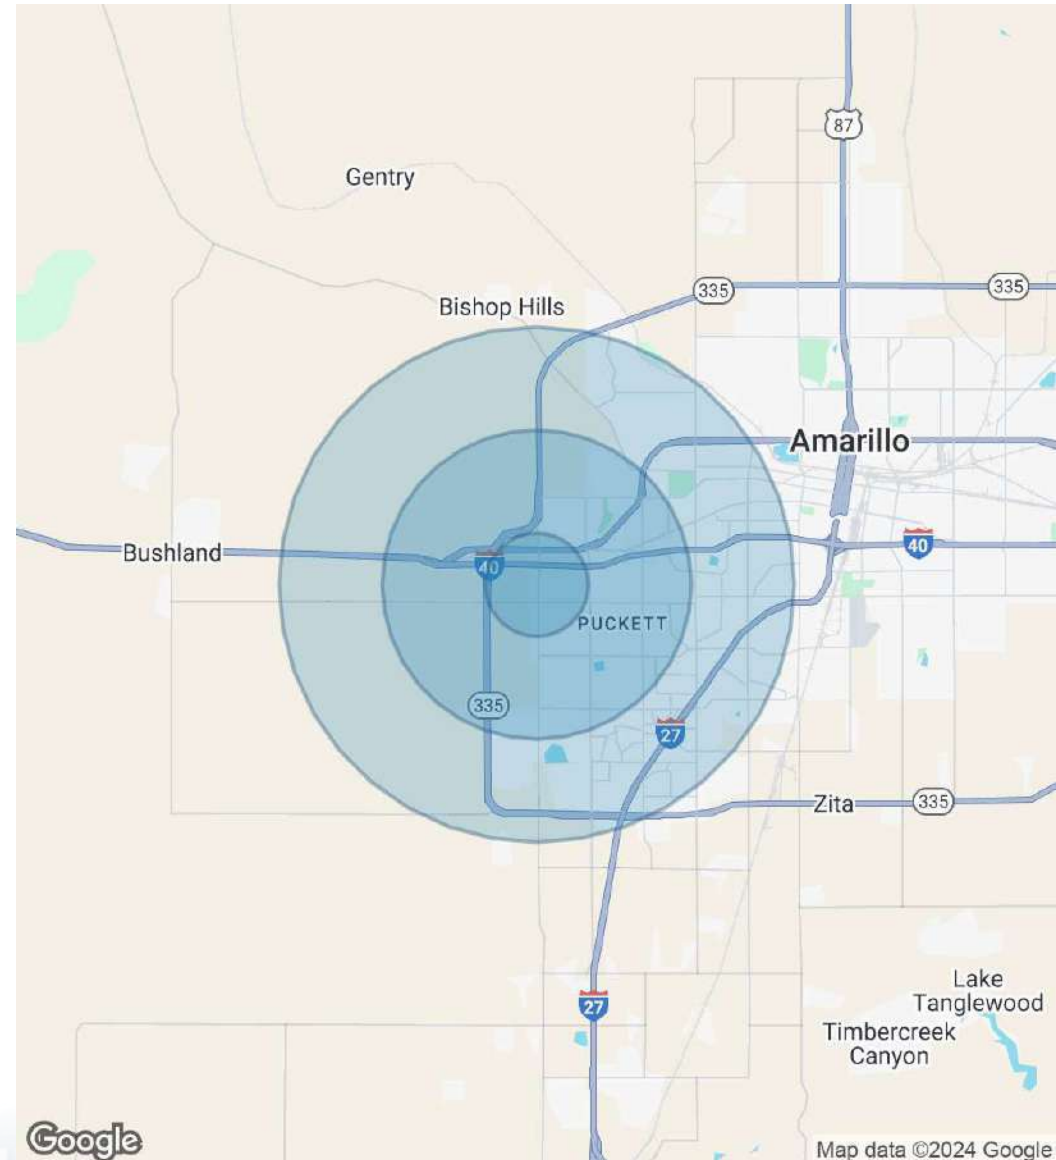 87
Gentry
335
335
Bishop Hills
Amarillo
Bushland
40
40
PUCKETT
335
27
Zita
335
Lake
Tanglewood
27
Timbercreek
Canyon
Google
Map data ©2024 Google